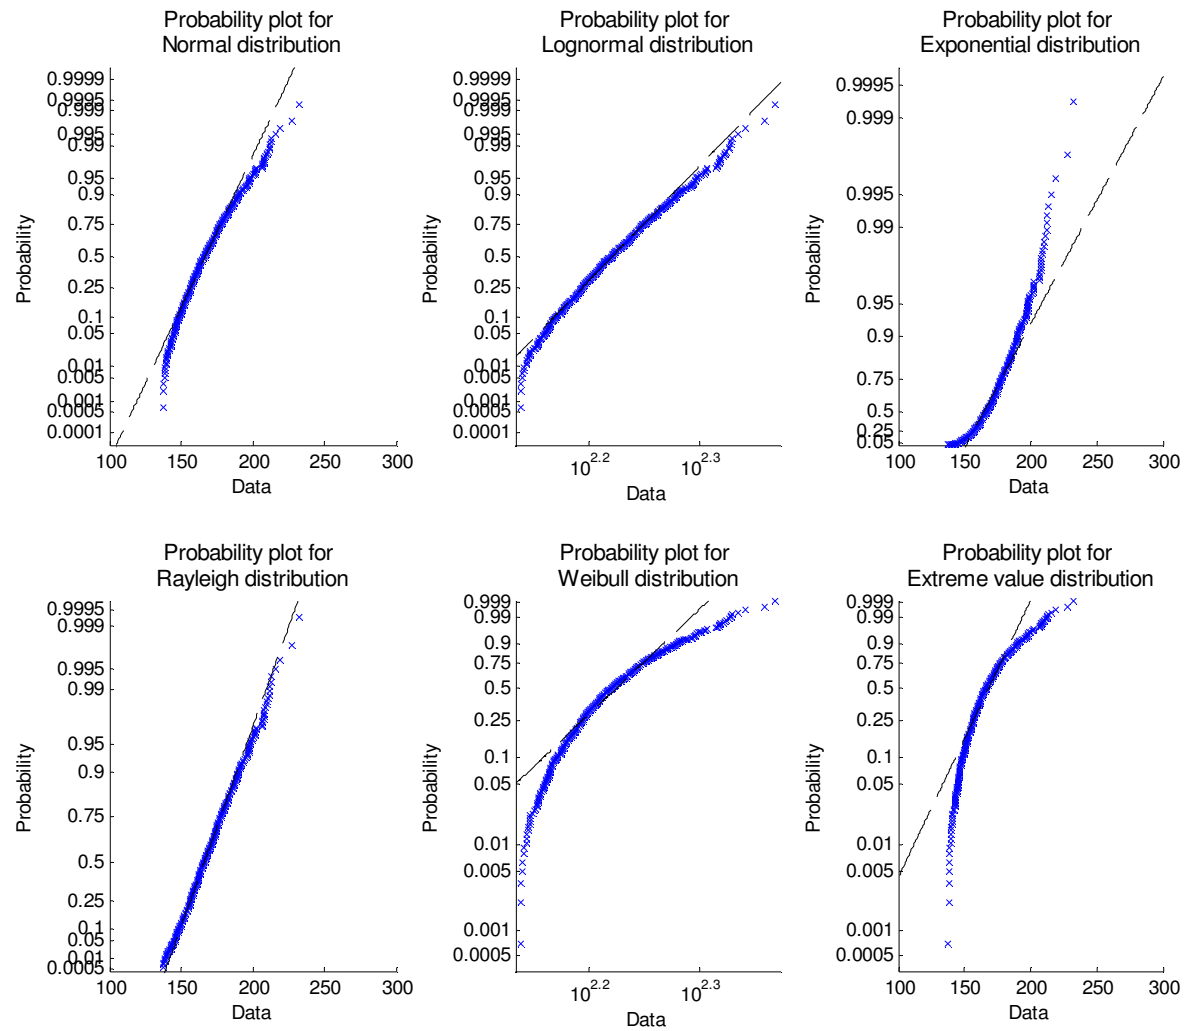 Probability plot for
Normal distribution
0.9999
0.9995
0.999
0.995
0.99
0.95
0.9
0.75
0.5
0.25
0.1
0.05
0.01
0.005
0.001
0.0005
0.0001
Probability
100 150 200 250 300
Data
Probability plot for
Lognormal distribution
0.9999
0.9995
0.999
0.995
0.99
0.95
0.9
0.75
0.5
0.25
0.1
0.05
0.01
0.005
0.001
0.0005
0.0001
Probability
10^2.2 10^2.3
Data
Probability plot for
Exponential distribution
0.9995
0.999
0.995
0.99
0.95
0.9
0.75
0.5
0.25
0.05
Probability
100 150 200 250 300
Data
Probability plot for
Rayleigh distribution
0.9995
0.999
0.995
0.99
0.95
0.9
0.75
0.5
0.25
0.1
0.05
0.01
0.0005
Probability
100 150 200 250 300
Data
Probability plot for
Weibull distribution
0.999
0.99
0.9
0.75
0.5
0.25
0.1
0.05
0.01
0.005
0.001
0.0005
Probability
10^2.2 10^2.3
Data
Probability plot for
Extreme value distribution
0.999
0.99
0.9
0.75
0.5
0.25
0.1
0.05
0.01
0.005
0.001
0.0005
Probability
100 150 200 250 300
Data